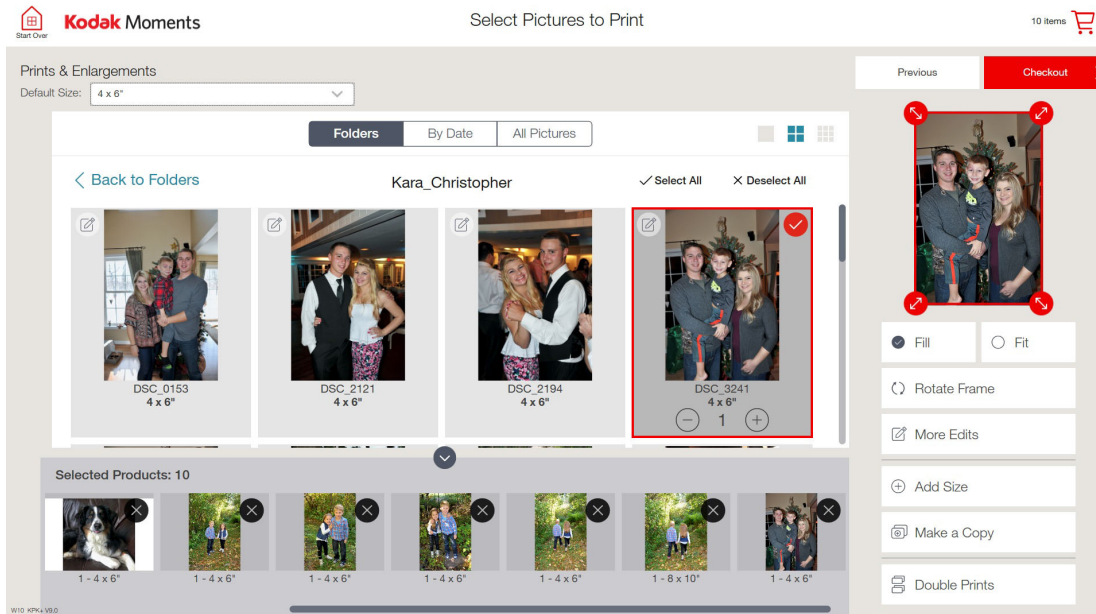 Start Over
Kodak Moments
Select Pictures to Print
10 items
Prints & Enlargements
Default Size: 4 x 6"
Previous
Checkout
Folders
By Date
All Pictures
Back to Folders
Kara_Christopher
Select All
Deselect All
DSC_0153
4 x 6"
DSC_2121
4 x 6"
DSC_2194
4 x 6"
DSC_3241
4 x 6"
1
Fill
Fit
Rotate Frame
More Edits
Add Size
Make a Copy
Double Prints
Selected Products: 10
1 - 4 x 6"
1 - 4 x 6"
1 - 4 x 6"
1 - 4 x 6"
1 - 4 x 6"
1 - 8 x 10"
1 - 4 x 6"
W10 KPK4 V9.0